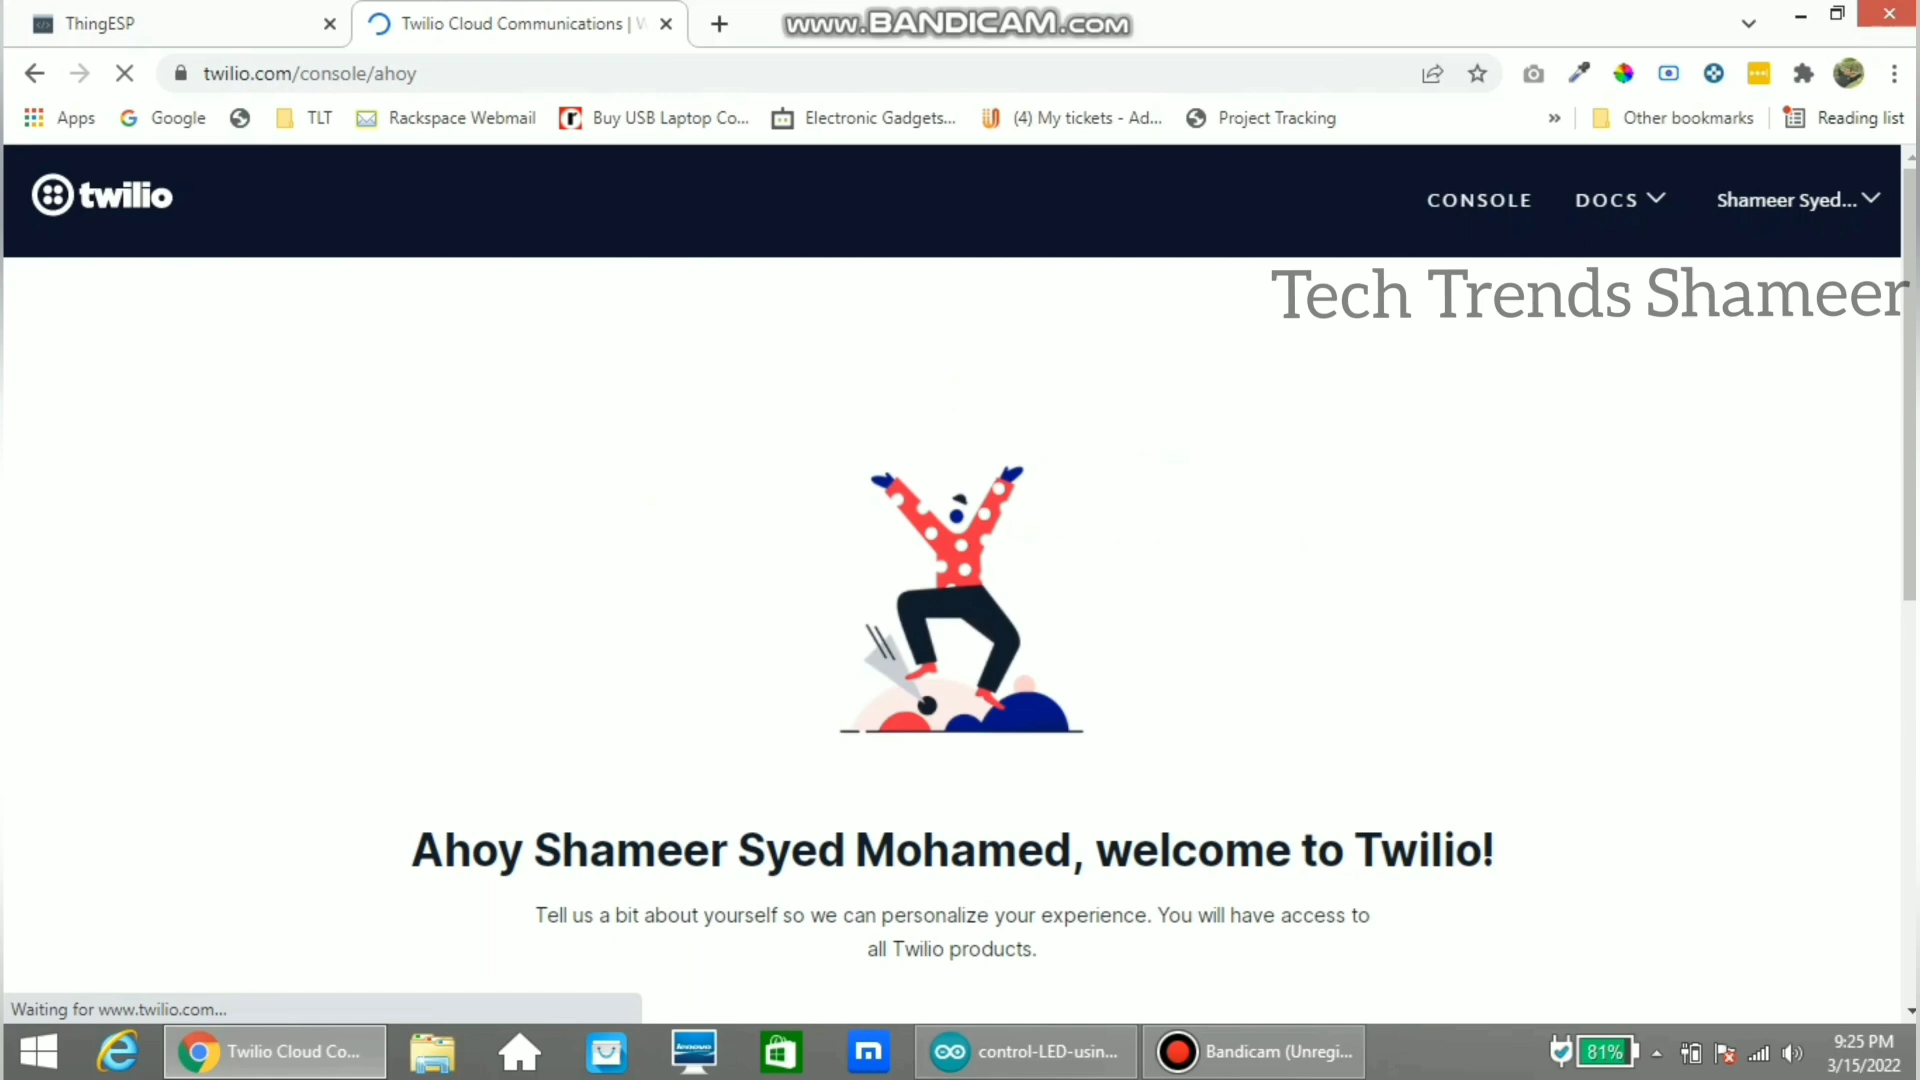 ThingESP
Twilio Cloud Communications | W
www.BANDICAM.com
twilio.com/console/ahoy
Apps
Google
TLT
Rackspace Webmail
Buy USB Laptop Co...
Electronic Gadgets...
(4) My tickets - Ad...
Project Tracking
»
Other bookmarks
Reading list
twilio
CONSOLE
DOCS
Shameer Syed...
Tech Trends Shameer
Ahoy Shameer Syed Mohamed, welcome to Twilio!
Tell us a bit about yourself so we can personalize your experience. You will have access to
all Twilio products.
Waiting for www.twilio.com...
Twilio Cloud Co...
lenovo
control-LED-usin...
Bandicam (Unregi...
81%
9:25 PM
3/15/2022